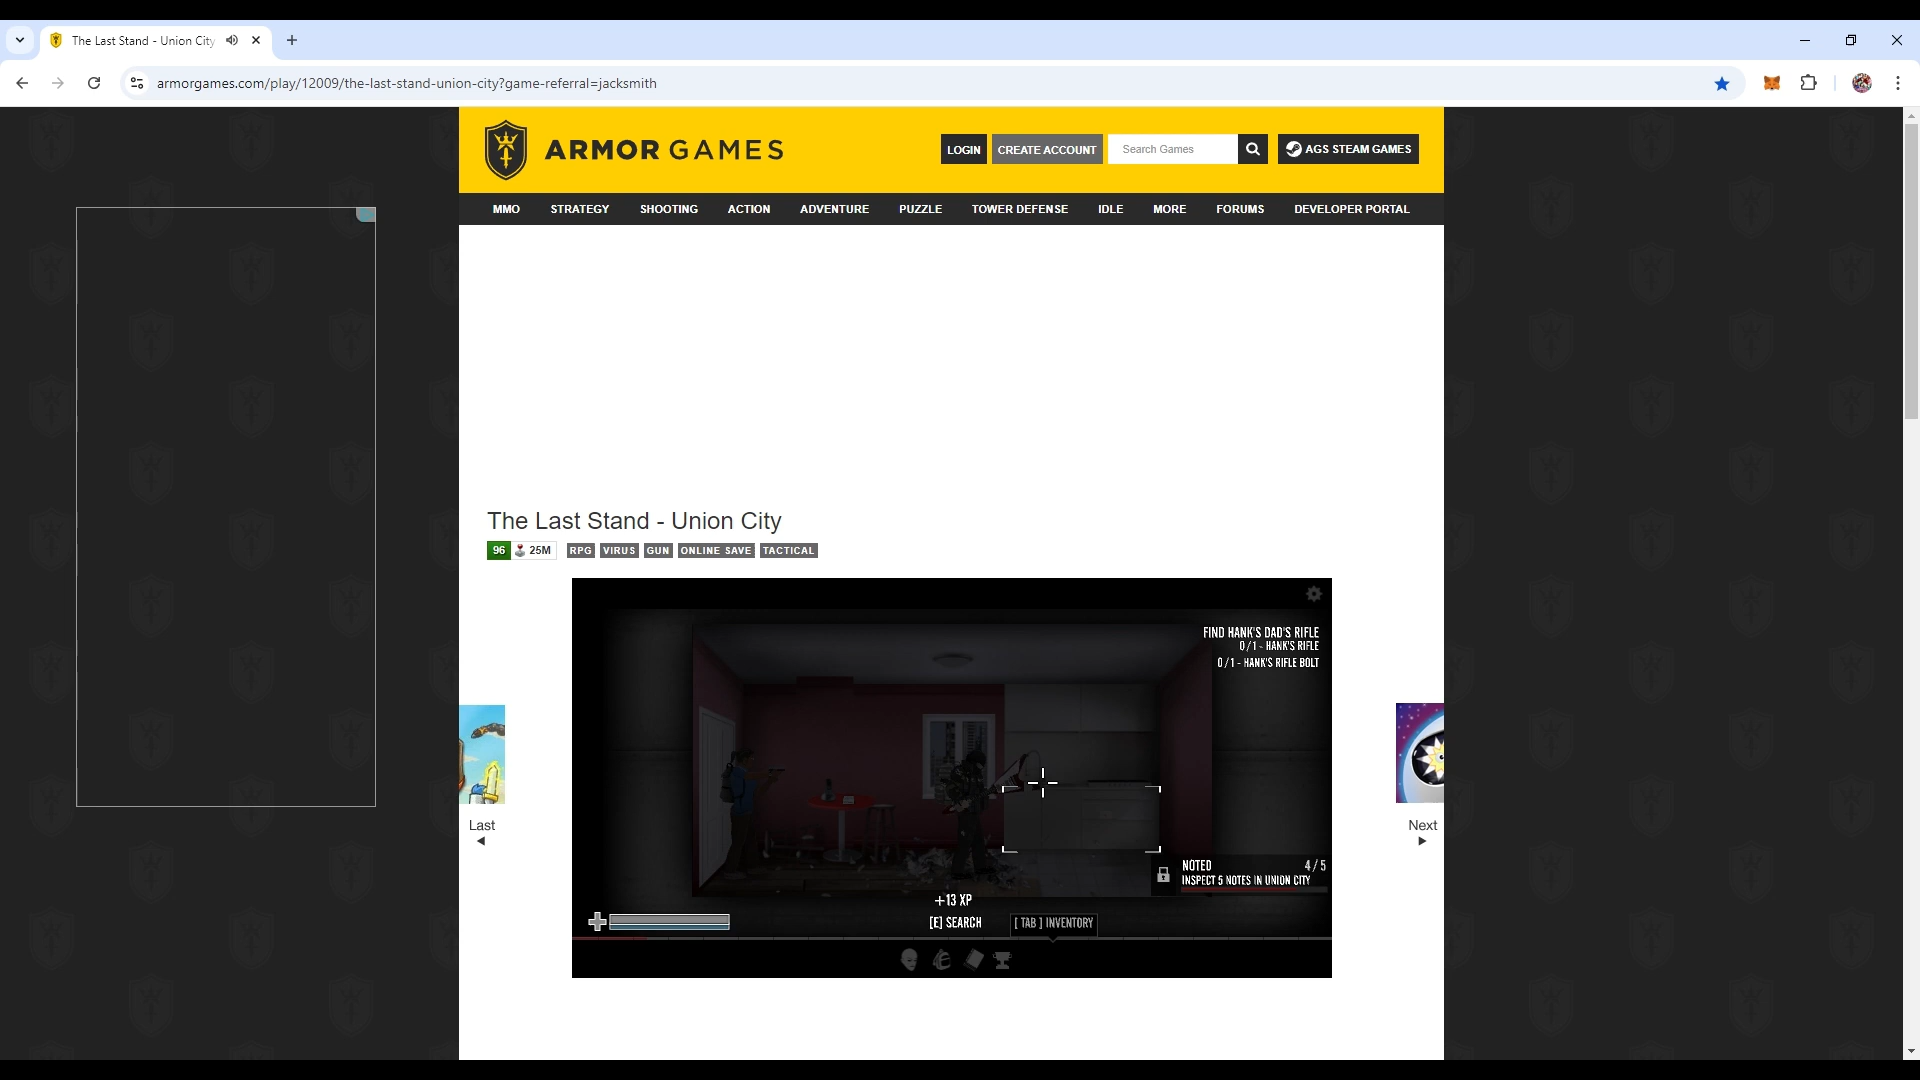 The Last Stand - Union City
armorgames.com/play/12009/the-last-stand-union-city?game-referral=jacksmith
ARMOR GAMES
LOGIN
CREATE ACCOUNT
Search Games
AGS STEAM GAMES
MMO
STRATEGY
SHOOTING
ACTION
ADVENTURE
PUZZLE
TOWER DEFENSE
IDLE
MORE
FORUMS
DEVELOPER PORTAL
The Last Stand - Union City
96
25M
RPG
VIRUS
GUN
ONLINE SAVE
TACTICAL
FIND HANK'S DAD'S RIFLE
0/1 - HANK'S RIFLE
0/1 - HANK'S RIFLE BOLT
Last
Next
NOTED 4/5
INSPECT 5 NOTES IN UNION CITY
+13 XP
[E] SEARCH
[ TAB ] INVENTORY